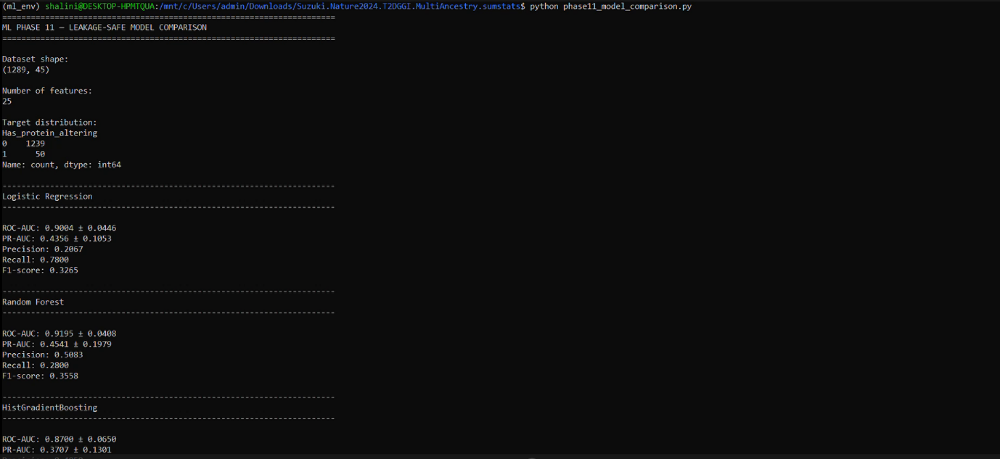 (ml_env) shalini@DESKTOP-HPMTQUA:/mnt/c/Users/admin/Downloads/Suzuki.Nature2024.T2DGGI.MultiAncestry.sumstats$ python phase11_model_comparison.py
======================================================================
ML PHASE 11 — LEAKAGE-SAFE MODEL COMPARISON
======================================================================
Dataset shape:
(1289, 45)
Number of features:
25
Target distribution:
Has_protein_altering
0    1239
1      50
Name: count, dtype: int64
----------------------------------------------------------------------
Logistic Regression
----------------------------------------------------------------------
ROC-AUC: 0.9004 ± 0.0446
PR-AUC: 0.4356 ± 0.1053
Precision: 0.2067
Recall: 0.7800
F1-score: 0.3265
----------------------------------------------------------------------
Random Forest
----------------------------------------------------------------------
ROC-AUC: 0.9195 ± 0.0408
PR-AUC: 0.4541 ± 0.1979
Precision: 0.5083
Recall: 0.2800
F1-score: 0.3558
----------------------------------------------------------------------
HistGradientBoosting
----------------------------------------------------------------------
ROC-AUC: 0.8700 ± 0.0650
PR-AUC: 0.3707 ± 0.1301